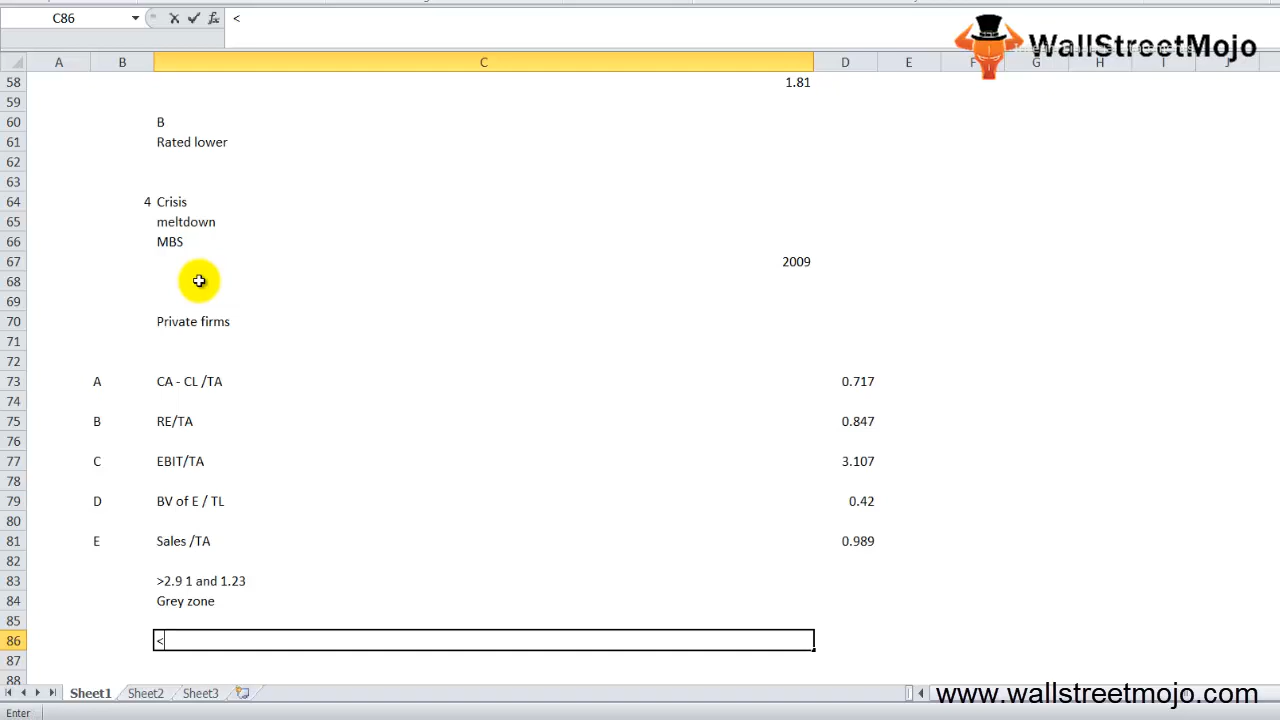 C86 <
WallStreetMojo
A B C D E F G H I J
58 1.81
59
60 B
61 Rated lower
62
63
64 4 Crisis
65 meltdown
66 MBS
67 2009
68
69
70 Private firms
71
72
73 A CA - CL /TA 0.717
74
75 B RE/TA 0.847
76
77 C EBIT/TA 3.107
78
79 D BV of E / TL 0.42
80
81 E Sales /TA 0.989
82
83 >2.9 1 and 1.23
84 Grey zone
85
86 <
87
88
Sheet1 Sheet2 Sheet3
www.wallstreetmojo.com
Enter